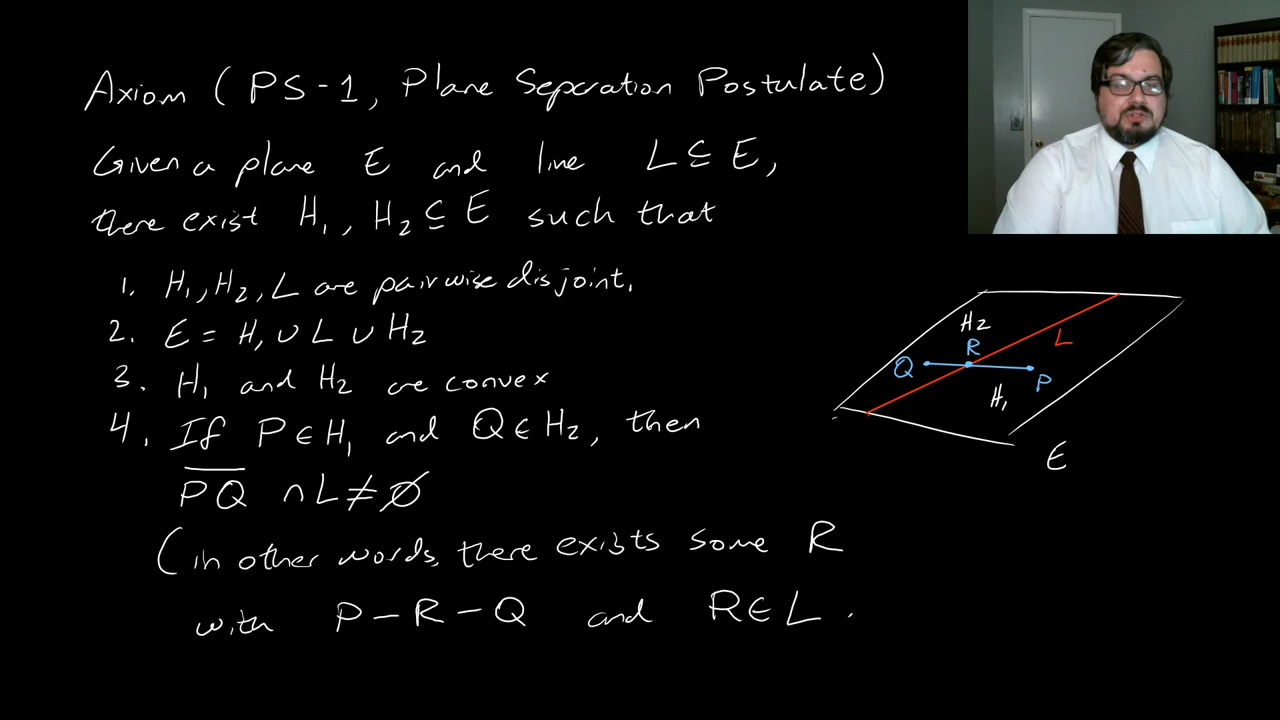 Axiom (PS-1, Plane Seperation Postulate)
Given a plane E and line L ⊆ E,
there exist H₁, H₂ ⊆ E such that
1. H₁, H₂, L are pairwise disjoint,
2. E = H₁ ∪ L ∪ H₂
3. H₁ and H₂ are convex
4. If P ∈ H₁ and Q ∈ H₂, then
P̅Q̅ ∩ L ≠ ∅
(in other words, there exists some R
with P – R – Q and R ∈ L.
H₂
R
L
Q
P
H₁
E